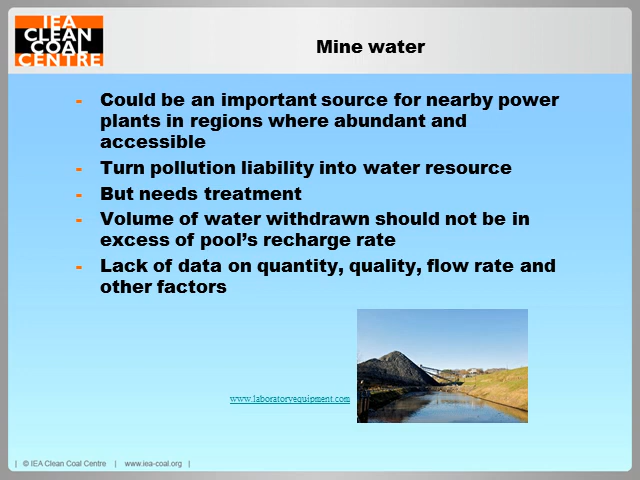 IEA
CLEAN
COAL
CENTRE
Mine water
- Could be an important source for nearby power
plants in regions where abundant and
accessible
- Turn pollution liability into water resource
- But needs treatment
- Volume of water withdrawn should not be in
excess of pool’s recharge rate
- Lack of data on quantity, quality, flow rate and
other factors
www.laboratoryequipment.com
| © IEA Clean Coal Centre | www.iea-coal.org |